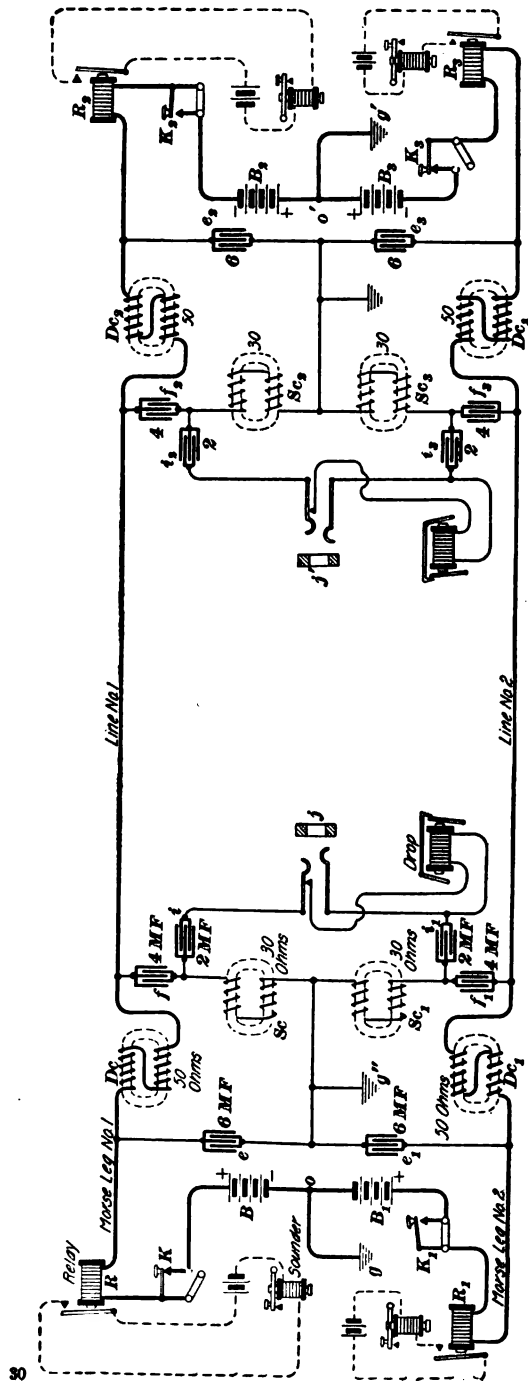 30
Relay
R
Morse Leg No.1
Dc
50 Ohms
Line No.1
Dc₂
50
R₂
K
+
B
−
6 MF
e
f
4 MF
i
2 MF
Sc
30 Ohms
f₂
4
i₂
2
30
Sc₂
e₂
6
−
B₂
+
K₂
Sounder
g
o
g''
j
j'
o'
g'
B₁
+
6 MF
e₁
Sc₁
30 Ohms
i₁
2 MF
f₁
4 MF
Drop
i₃
2
f₃
4
30
Sc₃
6
e₃
+
B₃
−
K₃
K₁
R₁
Morse Leg No.2
50 Ohms
Dc₁
Line No.2
50
Dc₃
R₃